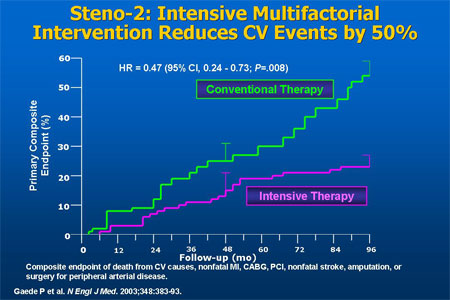 Steno-2: Intensive Multifactorial
Intervention Reduces CV Events by 50%
60
50
40
30
20
10
0
Primary Composite
Endpoint (%)
HR = 0.47 (95% CI, 0.24 - 0.73; P=.008)
Conventional Therapy
Intensive Therapy
0 12 24 36 48 60 72 84 96
Follow-up (mo)
Composite endpoint of death from CV causes, nonfatal MI, CABG, PCI, nonfatal stroke, amputation, or
surgery for peripheral arterial disease.
Gaede P et al. N Engl J Med. 2003;348:383-93.